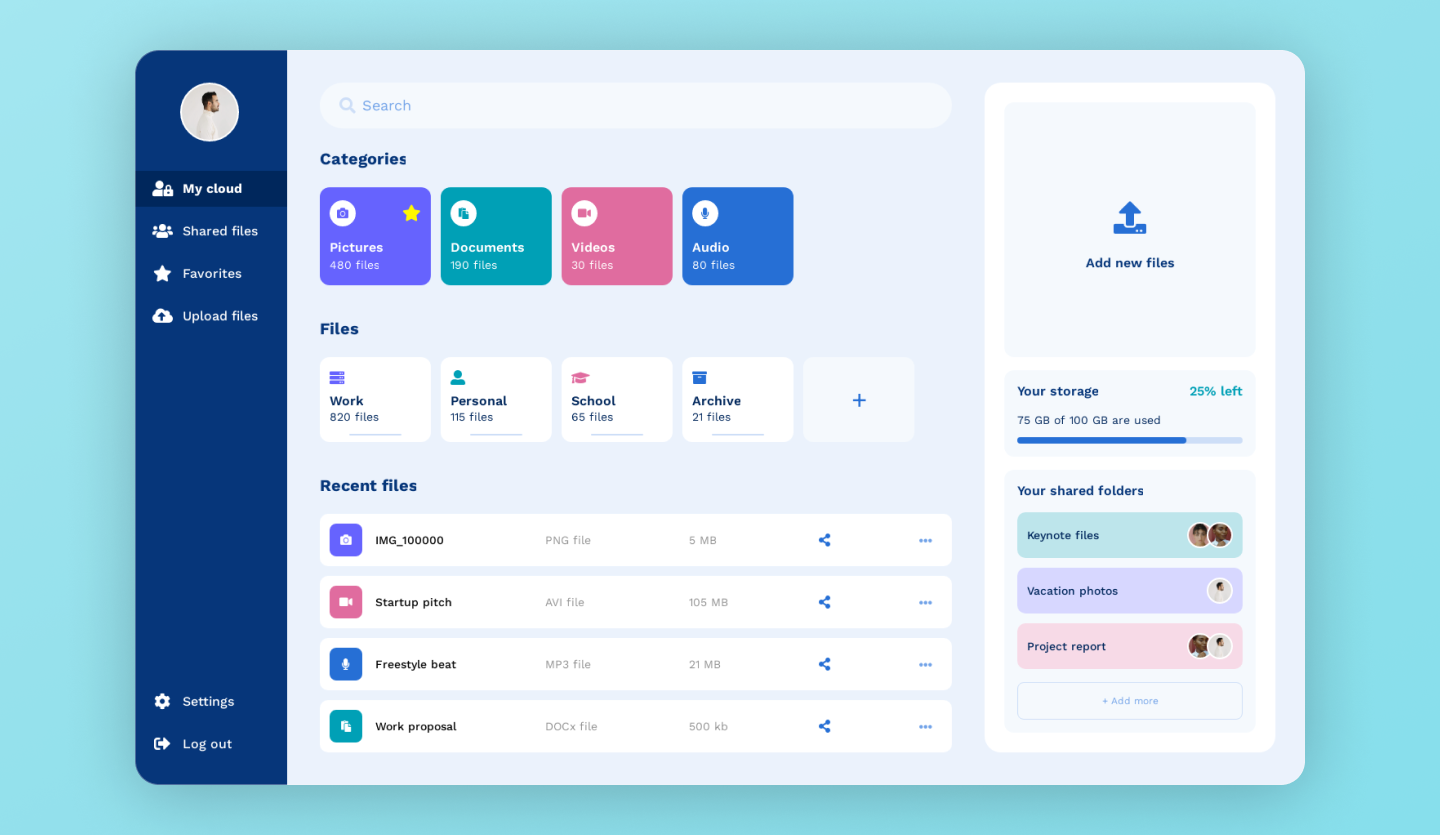 My cloud
Shared files
Favorites
Upload files
Settings
Log out
Search
Categories
Pictures
480 files
Documents
190 files
Videos
30 files
Audio
80 files
Files
Work
820 files
Personal
115 files
School
65 files
Archive
21 files
+
Recent files
IMG_100000 PNG file 5 MB
Startup pitch AVI file 105 MB
Freestyle beat MP3 file 21 MB
Work proposal DOCx file 500 kb
Add new files
Your storage 25% left
75 GB of 100 GB are used
Your shared folders
Keynote files
Vacation photos
Project report
+ Add more